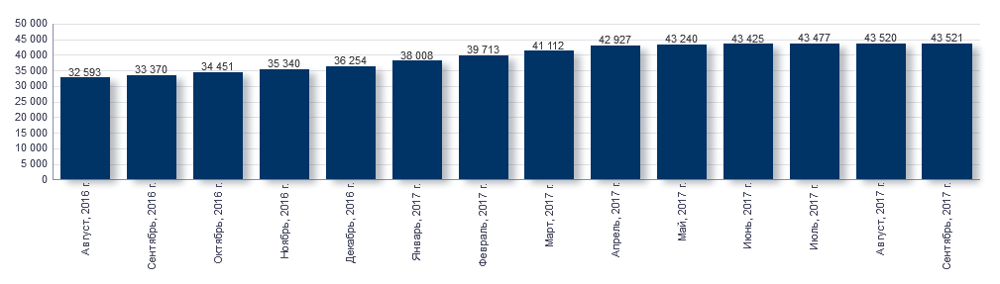 50 000
45 000
40 000
35 000
30 000
25 000
20 000
15 000
10 000
5 000
0
32 593
33 370
34 451
35 340
36 254
38 008
39 713
41 112
42 927
43 240
43 425
43 477
43 520
43 521
Август, 2016 г.
Сентябрь, 2016 г.
Октябрь, 2016 г.
Ноябрь, 2016 г.
Декабрь, 2016 г.
Январь, 2017 г.
Февраль, 2017 г.
Март, 2017 г.
Апрель, 2017 г.
Май, 2017 г.
Июнь, 2017 г.
Июль, 2017 г.
Август, 2017 г.
Сентябрь, 2017 г.